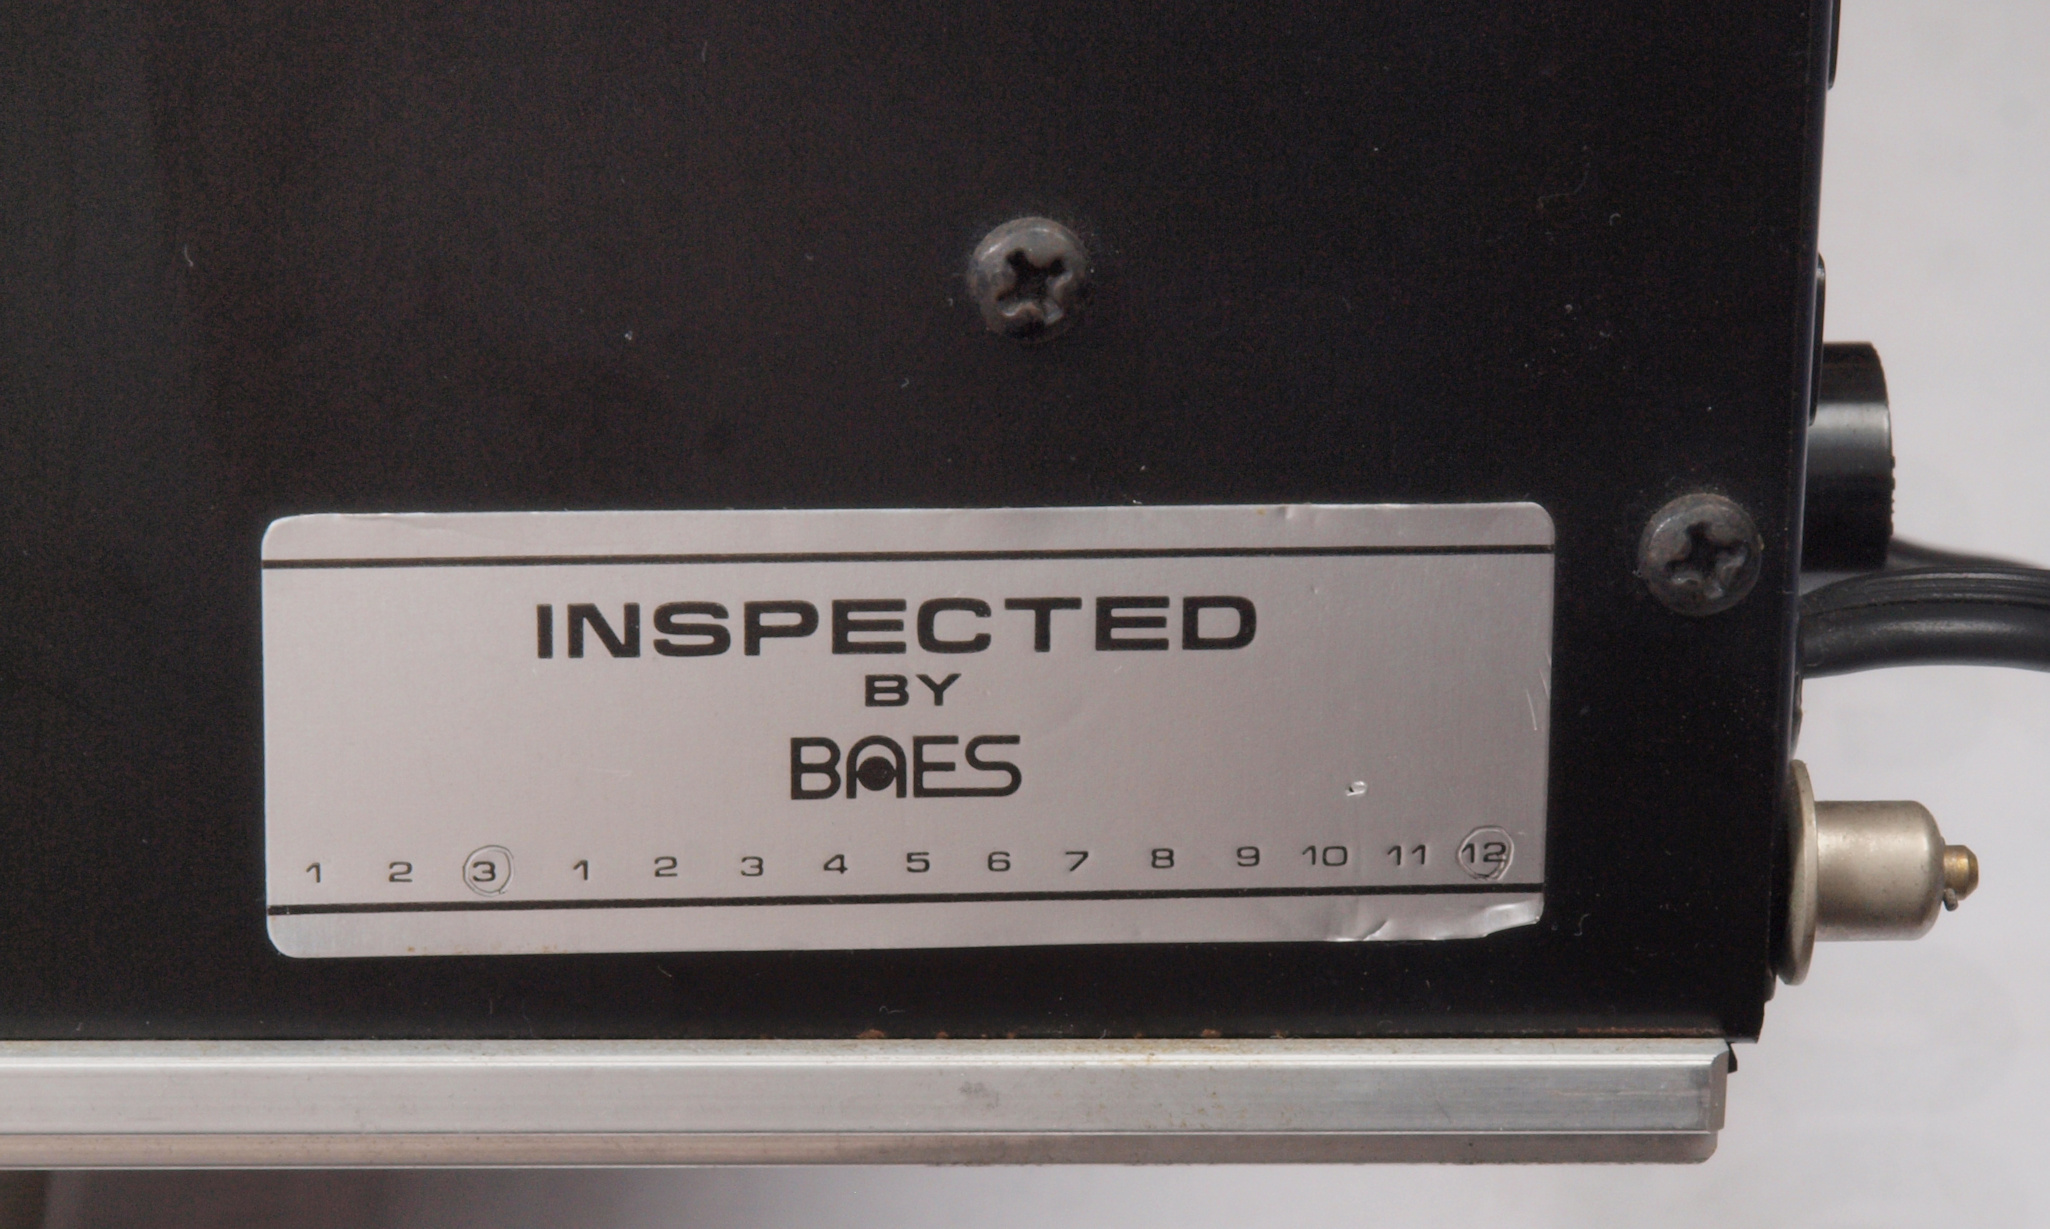 INSPECTED
BY
BAES
1 2 3 1 2 3 4 5 6 7 8 9 10 11 12